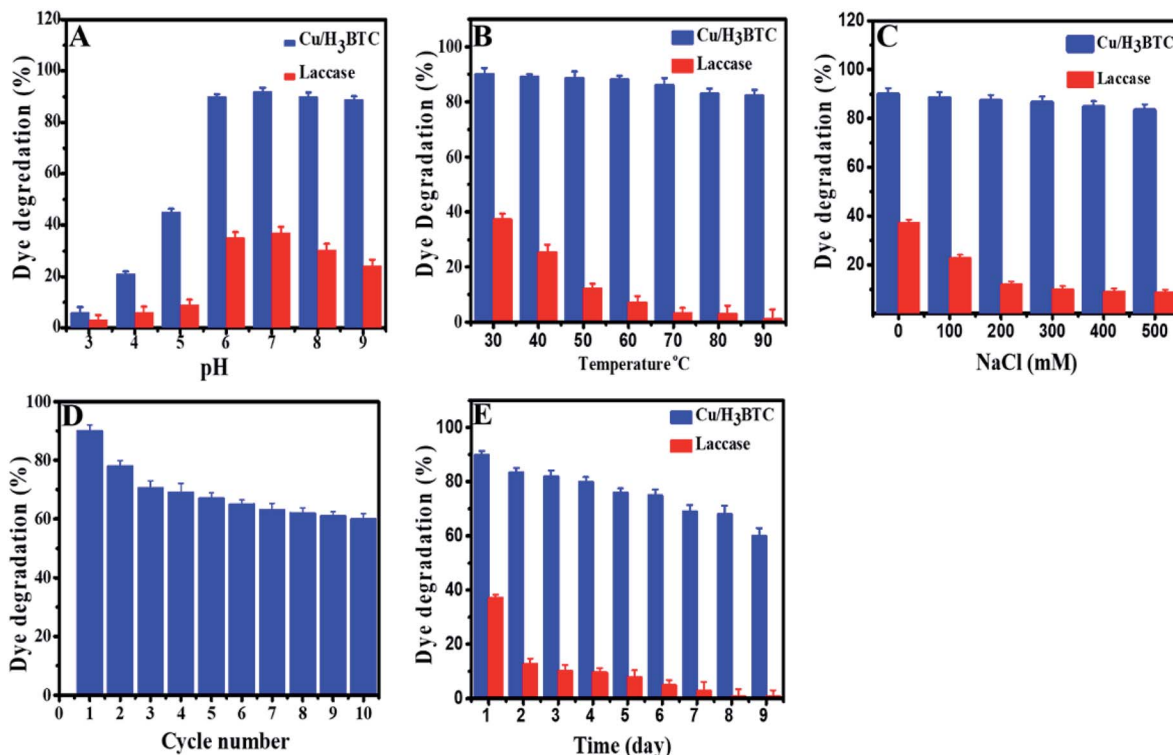 A
Cu/H3BTC
Laccase
Dye degredation (%)
120
100
80
60
40
20
0
3 4 5 6 7 8 9
pH
B
Cu/H3BTC
Laccase
Dye Degradation (%)
100
80
60
40
20
0
30 40 50 60 70 80 90
Temperature °C
C
Cu/H3BTC
Laccase
Dye degradation (%)
120
100
80
60
40
20
0 100 200 300 400 500
NaCl (mM)
D
Dye degradation (%)
100
80
60
40
20
0
0 1 2 3 4 5 6 7 8 9 10
Cycle number
E
Cu/H3BTC
Laccase
Dye degradation (%)
100
80
60
40
20
0
1 2 3 4 5 6 7 8 9
Time (day)